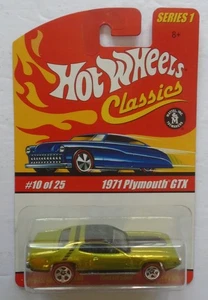 SERIES 1
8+
Hot Wheels
Classics
#10 of 25
1971 Plymouth GTX